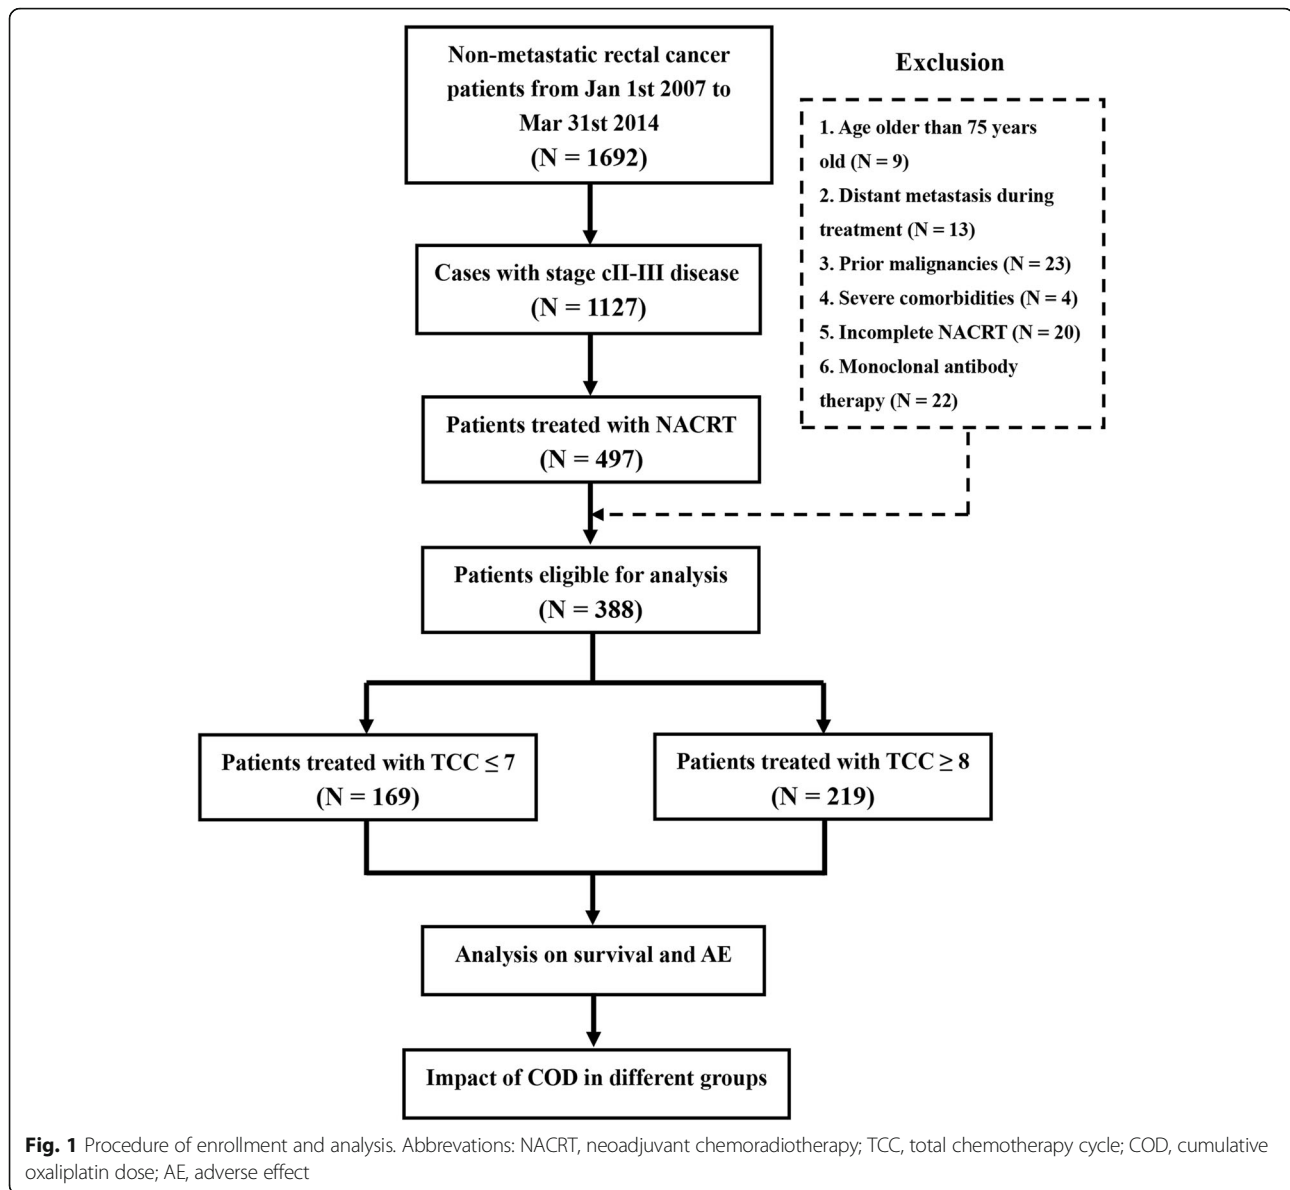 Non-metastatic rectal cancer
patients from Jan 1st 2007 to
Mar 31st 2014
(N = 1692)
Exclusion
1. Age older than 75 years
old (N = 9)
2. Distant metastasis during
treatment (N = 13)
3. Prior malignancies (N = 23)
4. Severe comorbidities (N = 4)
5. Incomplete NACRT (N = 20)
6. Monoclonal antibody
therapy (N = 22)
Cases with stage cII-III disease
(N = 1127)
Patients treated with NACRT
(N = 497)
Patients eligible for analysis
(N = 388)
Patients treated with TCC ≤ 7
(N = 169)
Patients treated with TCC ≥ 8
(N = 219)
Analysis on survival and AE
Impact of COD in different groups
Fig. 1 Procedure of enrollment and analysis. Abbrevations: NACRT, neoadjuvant chemoradiotherapy; TCC, total chemotherapy cycle; COD, cumulative
oxaliplatin dose; AE, adverse effect